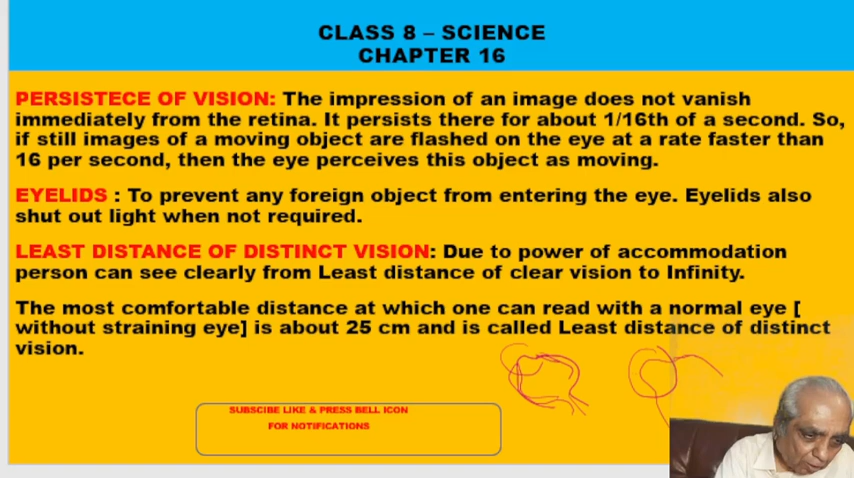 CLASS 8 – SCIENCE
CHAPTER 16
PERSISTECE OF VISION: The impression of an image does not vanish
immediately from the retina. It persists there for about 1/16th of a second. So,
if still images of a moving object are flashed on the eye at a rate faster than
16 per second, then the eye perceives this object as moving.
EYELIDS : To prevent any foreign object from entering the eye. Eyelids also
shut out light when not required.
LEAST DISTANCE OF DISTINCT VISION: Due to power of accommodation
person can see clearly from Least distance of clear vision to Infinity.
The most comfortable distance at which one can read with a normal eye [
without straining eye] is about 25 cm and is called Least distance of distinct
vision.
SUBSCIBE LIKE & PRESS BELL ICON
FOR NOTIFICATIONS